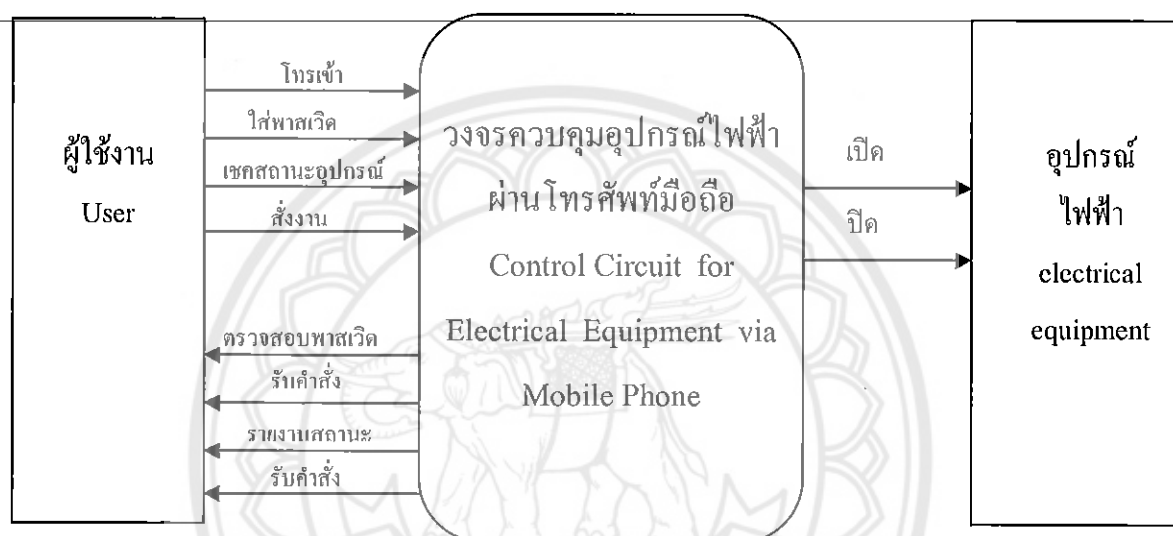 ผู้ใช้งาน
User
โทรเข้า
ใส่พาสเวิด
เชคสถานะอุปกรณ์
สั่งงาน
ตรวจสอบพาสเวิด
รับคำสั่ง
รายงานสถานะ
รับคำสั่ง
วงจรควบคุมอุปกรณ์ไฟฟ้า
ผ่านโทรศัพท์มือถือ
Control Circuit for
Electrical Equipment via
Mobile Phone
เปิด
ปิด
อุปกรณ์
ไฟฟ้า
electrical
equipment